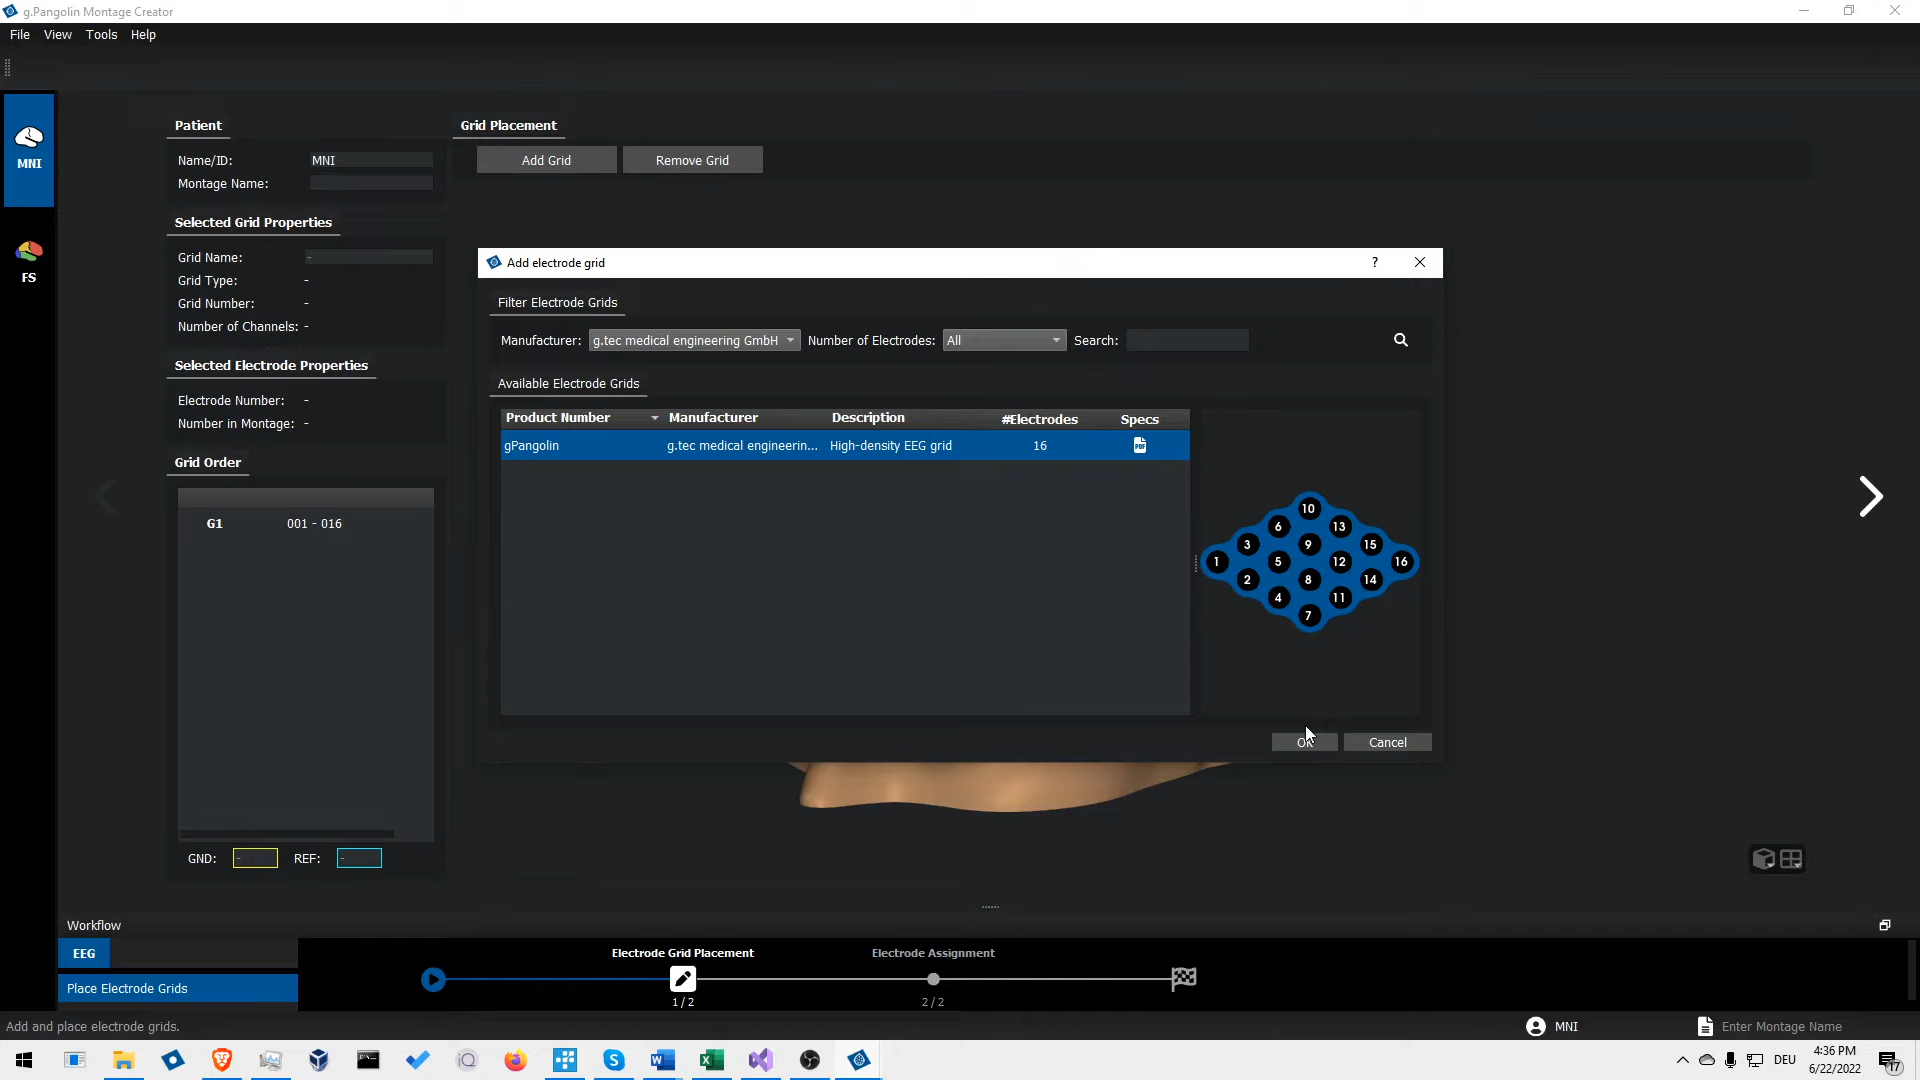 g.Pangolin Montage Creator
File View Tools Help
MNI
FS
Patient
Name/ID: MNI
Montage Name:
Selected Grid Properties
Grid Name: -
Grid Type: -
Grid Number: -
Number of Channels: -
Selected Electrode Properties
Electrode Number: -
Number in Montage: -
Grid Order
G1 001 - 016
GND: - REF: -
Grid Placement
Add Grid Remove Grid
Add electrode grid ?
Filter Electrode Grids
Manufacturer: g.tec medical engineering GmbH Number of Electrodes: All Search:
Available Electrode Grids
Product Number Manufacturer Description #Electrodes Specs
gPangolin g.tec medical engineerin... High-density EEG grid 16 PDF
10
6 13
3 9 15
1 5 12 16
2 8 14
4 11
7
OK Cancel
Workflow
EEG
Place Electrode Grids
Electrode Grid Placement Electrode Assignment
1 / 2 2 / 2
Add and place electrode grids.
MNI Enter Montage Name
DEU
4:36 PM
6/22/2022
17